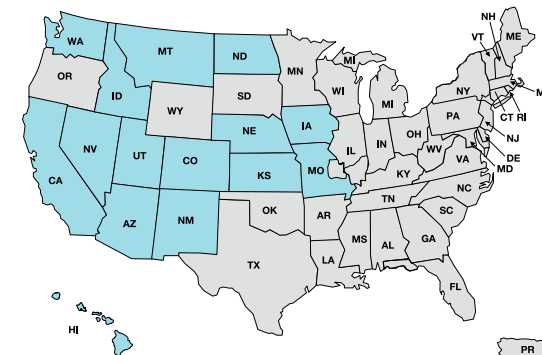 NH
ME
VT
WA
MT
ND
MN
MI
OR
ID
SD
WI
NY
M
WY
MI
CT RI
PA
NE
IA
NJ
OH
IL
IN
NV
UT
CO
WV
DE
MD
VA
KS
MO
KY
CA
NC
TN
OK
AR
SC
AZ
NM
MS
AL
GA
LA
TX
FL
HI
PR